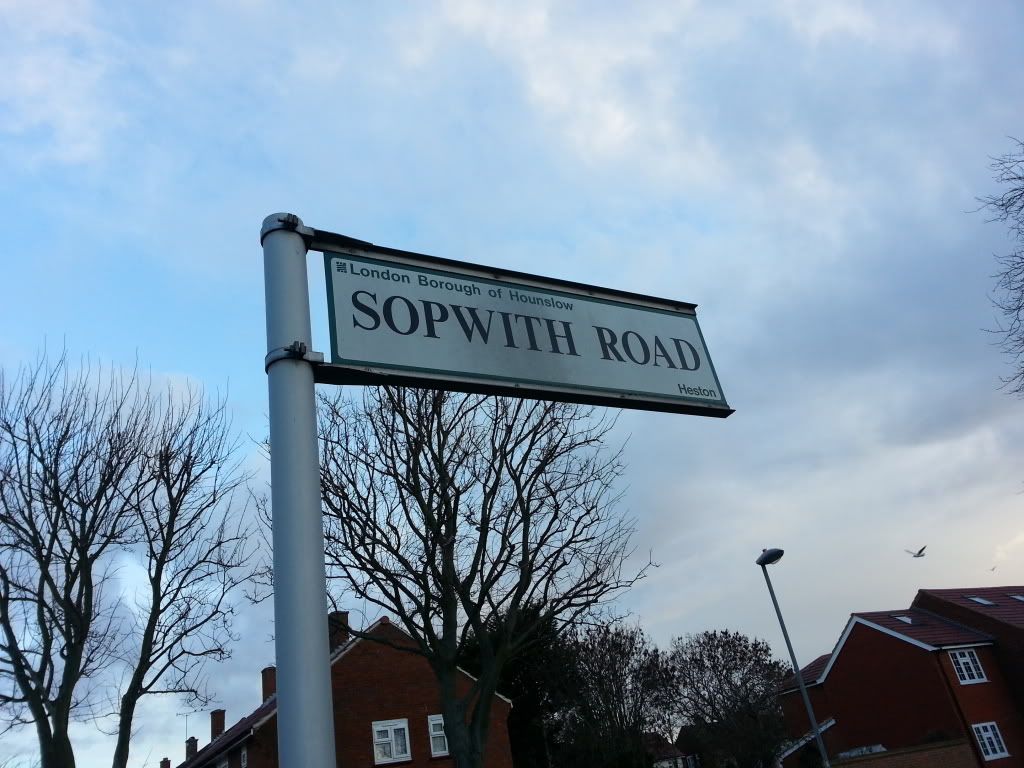 London Borough of Hounslow
SOPWITH ROAD
Heston